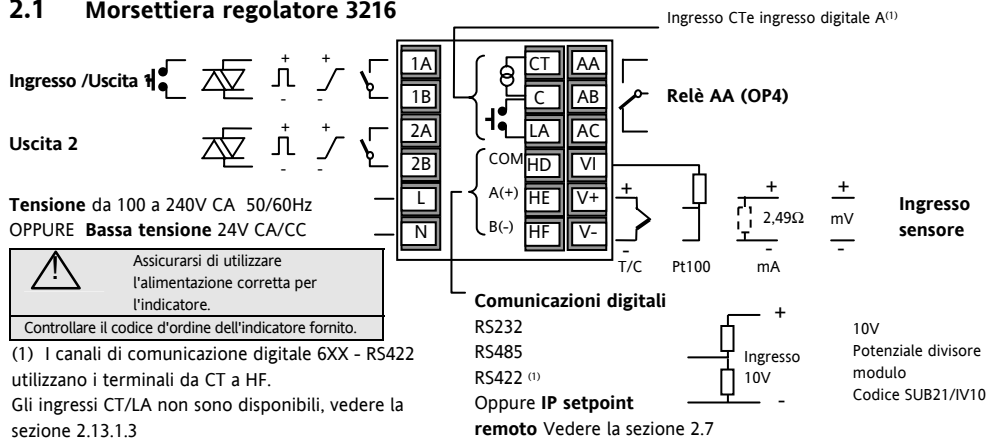 2.1 Morsettiera regolatore 3216
Ingresso CTe ingresso digitale A(1)
Ingresso /Uscita 1
+ +
- -
Uscita 2
+ +
- -
1A CT AA
1B C AB
2A LA AC
2B COM HD VI
L A(+) HE V+
N B(-) HF V-
Relè AA (OP4)
Tensione da 100 a 240V CA 50/60Hz
OPPURE Bassa tensione 24V CA/CC
+ + +
2,49Ω mV
- - -
T/C Pt100 mA
Ingresso
sensore
!
Assicurarsi di utilizzare
l'alimentazione corretta per
l'indicatore.
Controllare il codice d'ordine dell'indicatore fornito.
(1) I canali di comunicazione digitale 6XX - RS422
utilizzano i terminali da CT a HF.
Gli ingressi CT/LA non sono disponibili, vedere la
sezione 2.13.1.3
Comunicazioni digitali
RS232
RS485
RS422 (1)
Oppure IP setpoint
remoto Vedere la sezione 2.7
+
Ingresso
10V
-
10V
Potenziale divisore
modulo
Codice SUB21/IV10